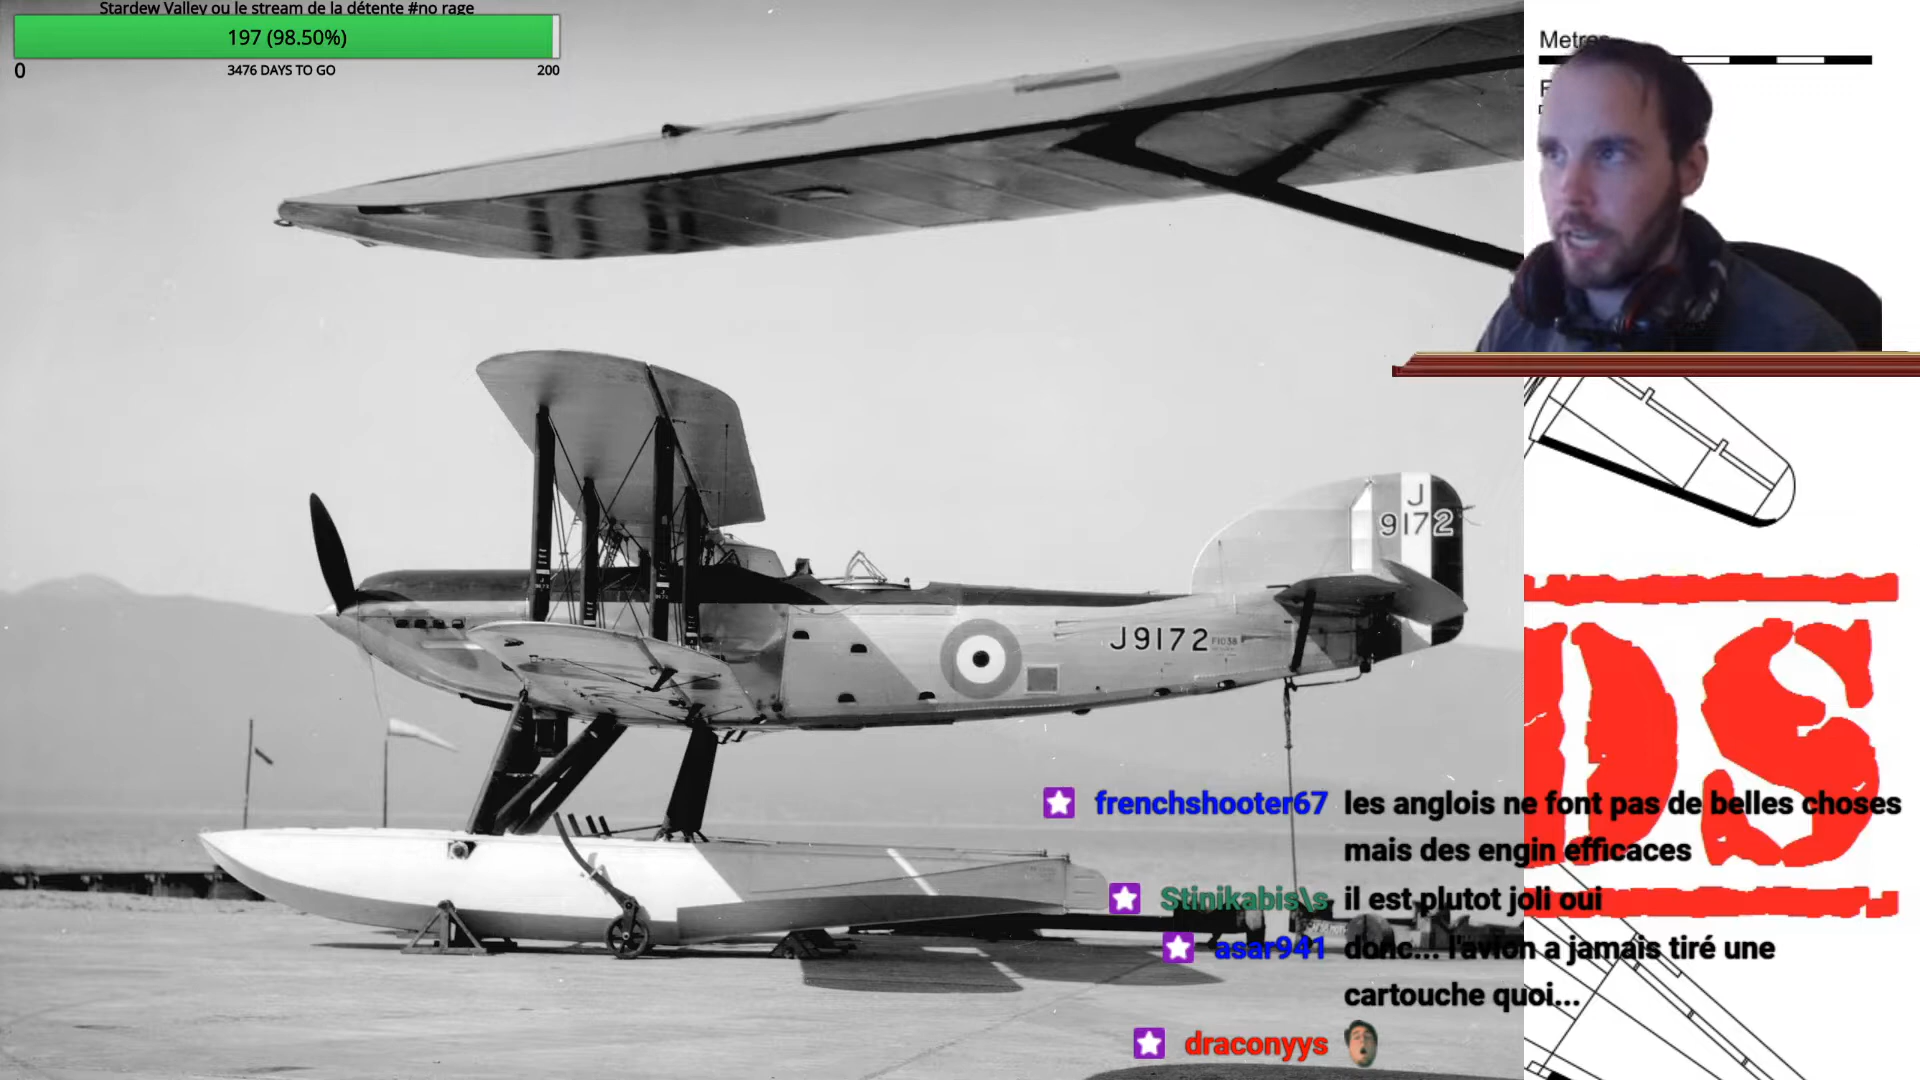 Stardew Valley ou le stream de la détente #no rage
197 (98.50%)
0
3476 DAYS TO GO
200
Metres
F
J
9172
J9172
DS
frenchshooter67 les anglois ne font pas de belles choses
mais des engin efficaces
Stinikabis\s il est plutot joli oui
asar941 donc... l'avion a jamais tiré une
cartouche quoi...
draconyys